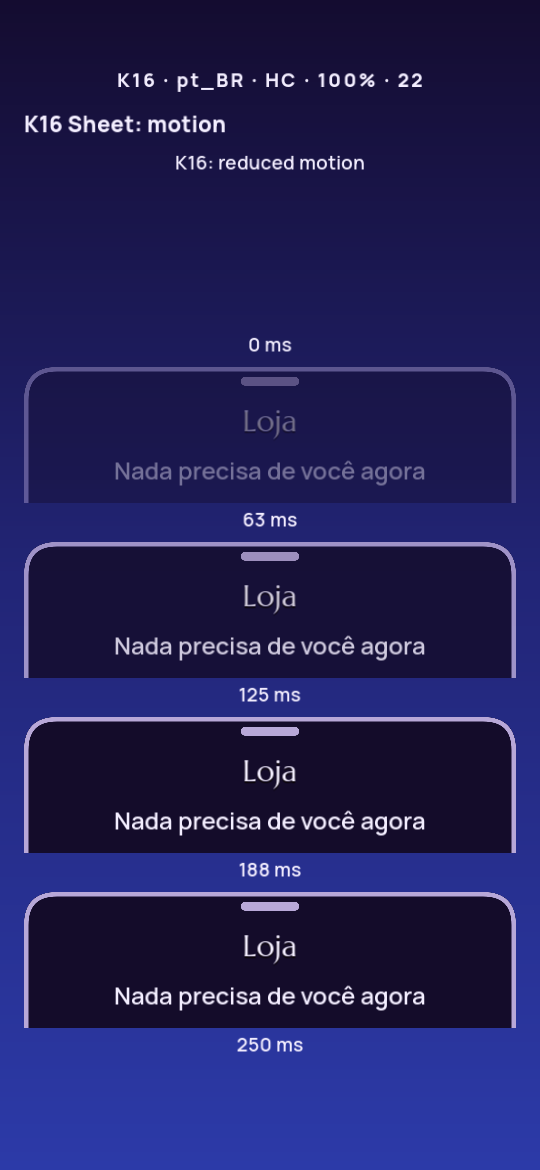 K16 · pt_BR · HC · 100% · 22
K16 Sheet: motion
K16: reduced motion
0 ms
Loja
Nada precisa de você agora
63 ms
Loja
Nada precisa de você agora
125 ms
Loja
Nada precisa de você agora
188 ms
Loja
Nada precisa de você agora
250 ms